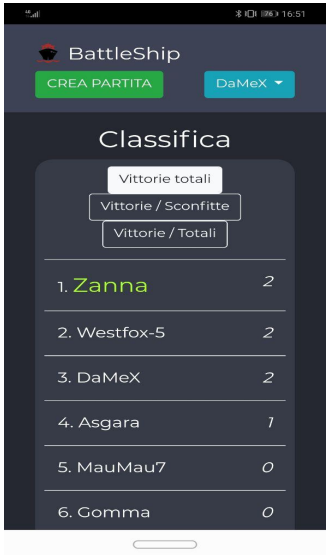 76 16:51
BattleShip
CREA PARTITA DaMeX
Classifica
Vittorie totali
Vittorie / Sconfitte
Vittorie / Totali
1. Zanna 2
2. Westfox-5 2
3. DaMeX 2
4. Asgara 1
5. MauMau7 0
6. Gomma 0